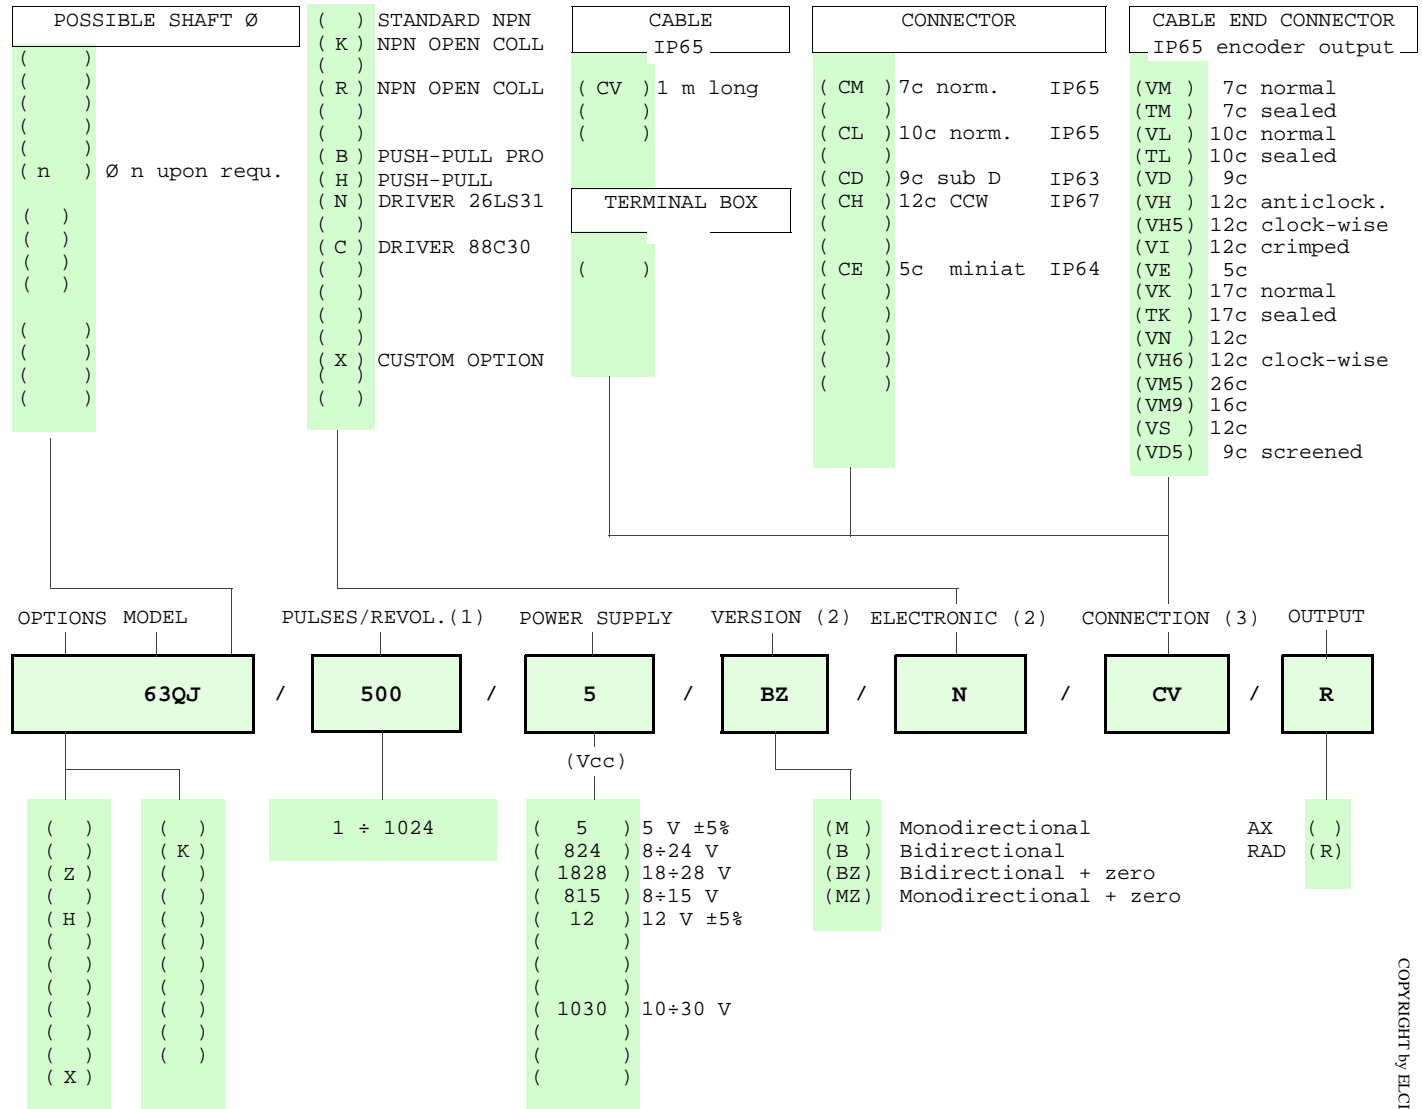 POSSIBLE SHAFT Ø
( )
( )
( )
( )
( )
( n ) Ø n upon requ.
( )
( )
( )
( )
( )
( )
( )
( )
( ) STANDARD NPN
( K ) NPN OPEN COLL
( )
( R ) NPN OPEN COLL
( )
( )
( B ) PUSH-PULL PRO
( H ) PUSH-PULL
( N ) DRIVER 26LS31
( )
( C ) DRIVER 88C30
( )
( )
( )
( )
( X ) CUSTOM OPTION
( )
( )
CABLE
IP65
( CV ) 1 m long
( )
( )
TERMINAL BOX
( )
CONNECTOR
( CM ) 7c norm. IP65
( )
( CL ) 10c norm. IP65
( )
( CD ) 9c sub D IP63
( CH ) 12c CCW IP67
( )
( )
( CE ) 5c miniat IP64
( )
( )
( )
( )
( )
CABLE END CONNECTOR
IP65 encoder output
(VM ) 7c normal
(TM ) 7c sealed
(VL ) 10c normal
(TL ) 10c sealed
(VD ) 9c
(VH ) 12c anticlock.
(VH5) 12c clock-wise
(VI ) 12c crimped
(VE ) 5c
(VK ) 17c normal
(TK ) 17c sealed
(VN ) 12c
(VH6) 12c clock-wise
(VM5) 26c
(VM9) 16c
(VS ) 12c
(VD5) 9c screened
OPTIONS MODEL PULSES/REVOL.(1) POWER SUPPLY VERSION (2) ELECTRONIC (2) CONNECTION (3) OUTPUT
63QJ / 500 / 5 / BZ / N / CV / R
(Vcc)
( )
( )
( Z )
( )
( H )
( )
( )
( )
( )
( )
( )
( X )
( )
( K )
( )
( )
( )
( )
( )
( )
( )
( )
( )
1 ÷ 1024
( 5 ) 5 V ±5%
( 824 ) 8÷24 V
( 1828 ) 18÷28 V
( 815 ) 8÷15 V
( 12 ) 12 V ±5%
( )
( )
( )
( 1030 ) 10÷30 V
( )
( )
( )
(M ) Monodirectional
(B ) Bidirectional
(BZ) Bidirectional + zero
(MZ) Monodirectional + zero
AX ( )
RAD (R)
COPYRIGHT by ELCI